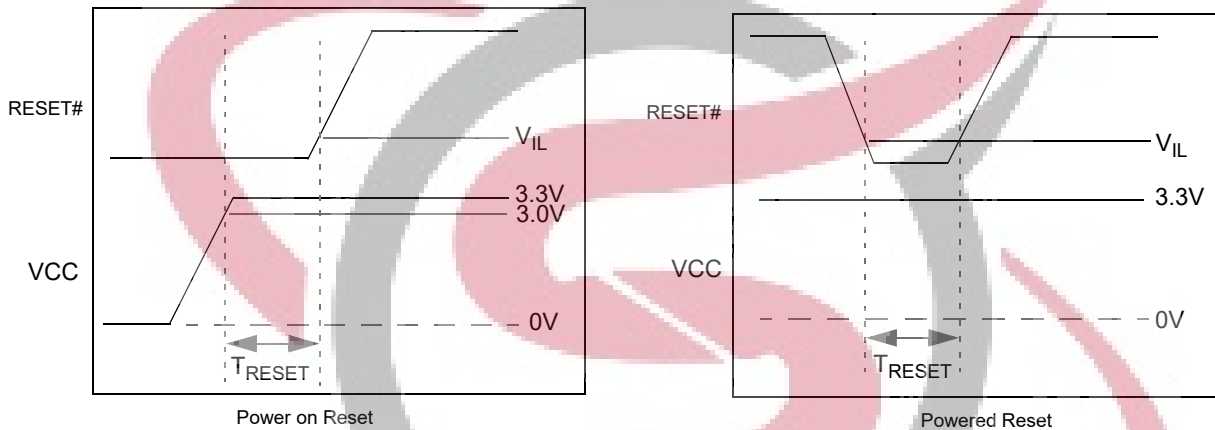 RESET#
V_IL
3.3V
3.0V
VCC
0V
T_RESET
Power on Reset
RESET#
V_IL
3.3V
VCC
0V
T_RESET
Powered Reset